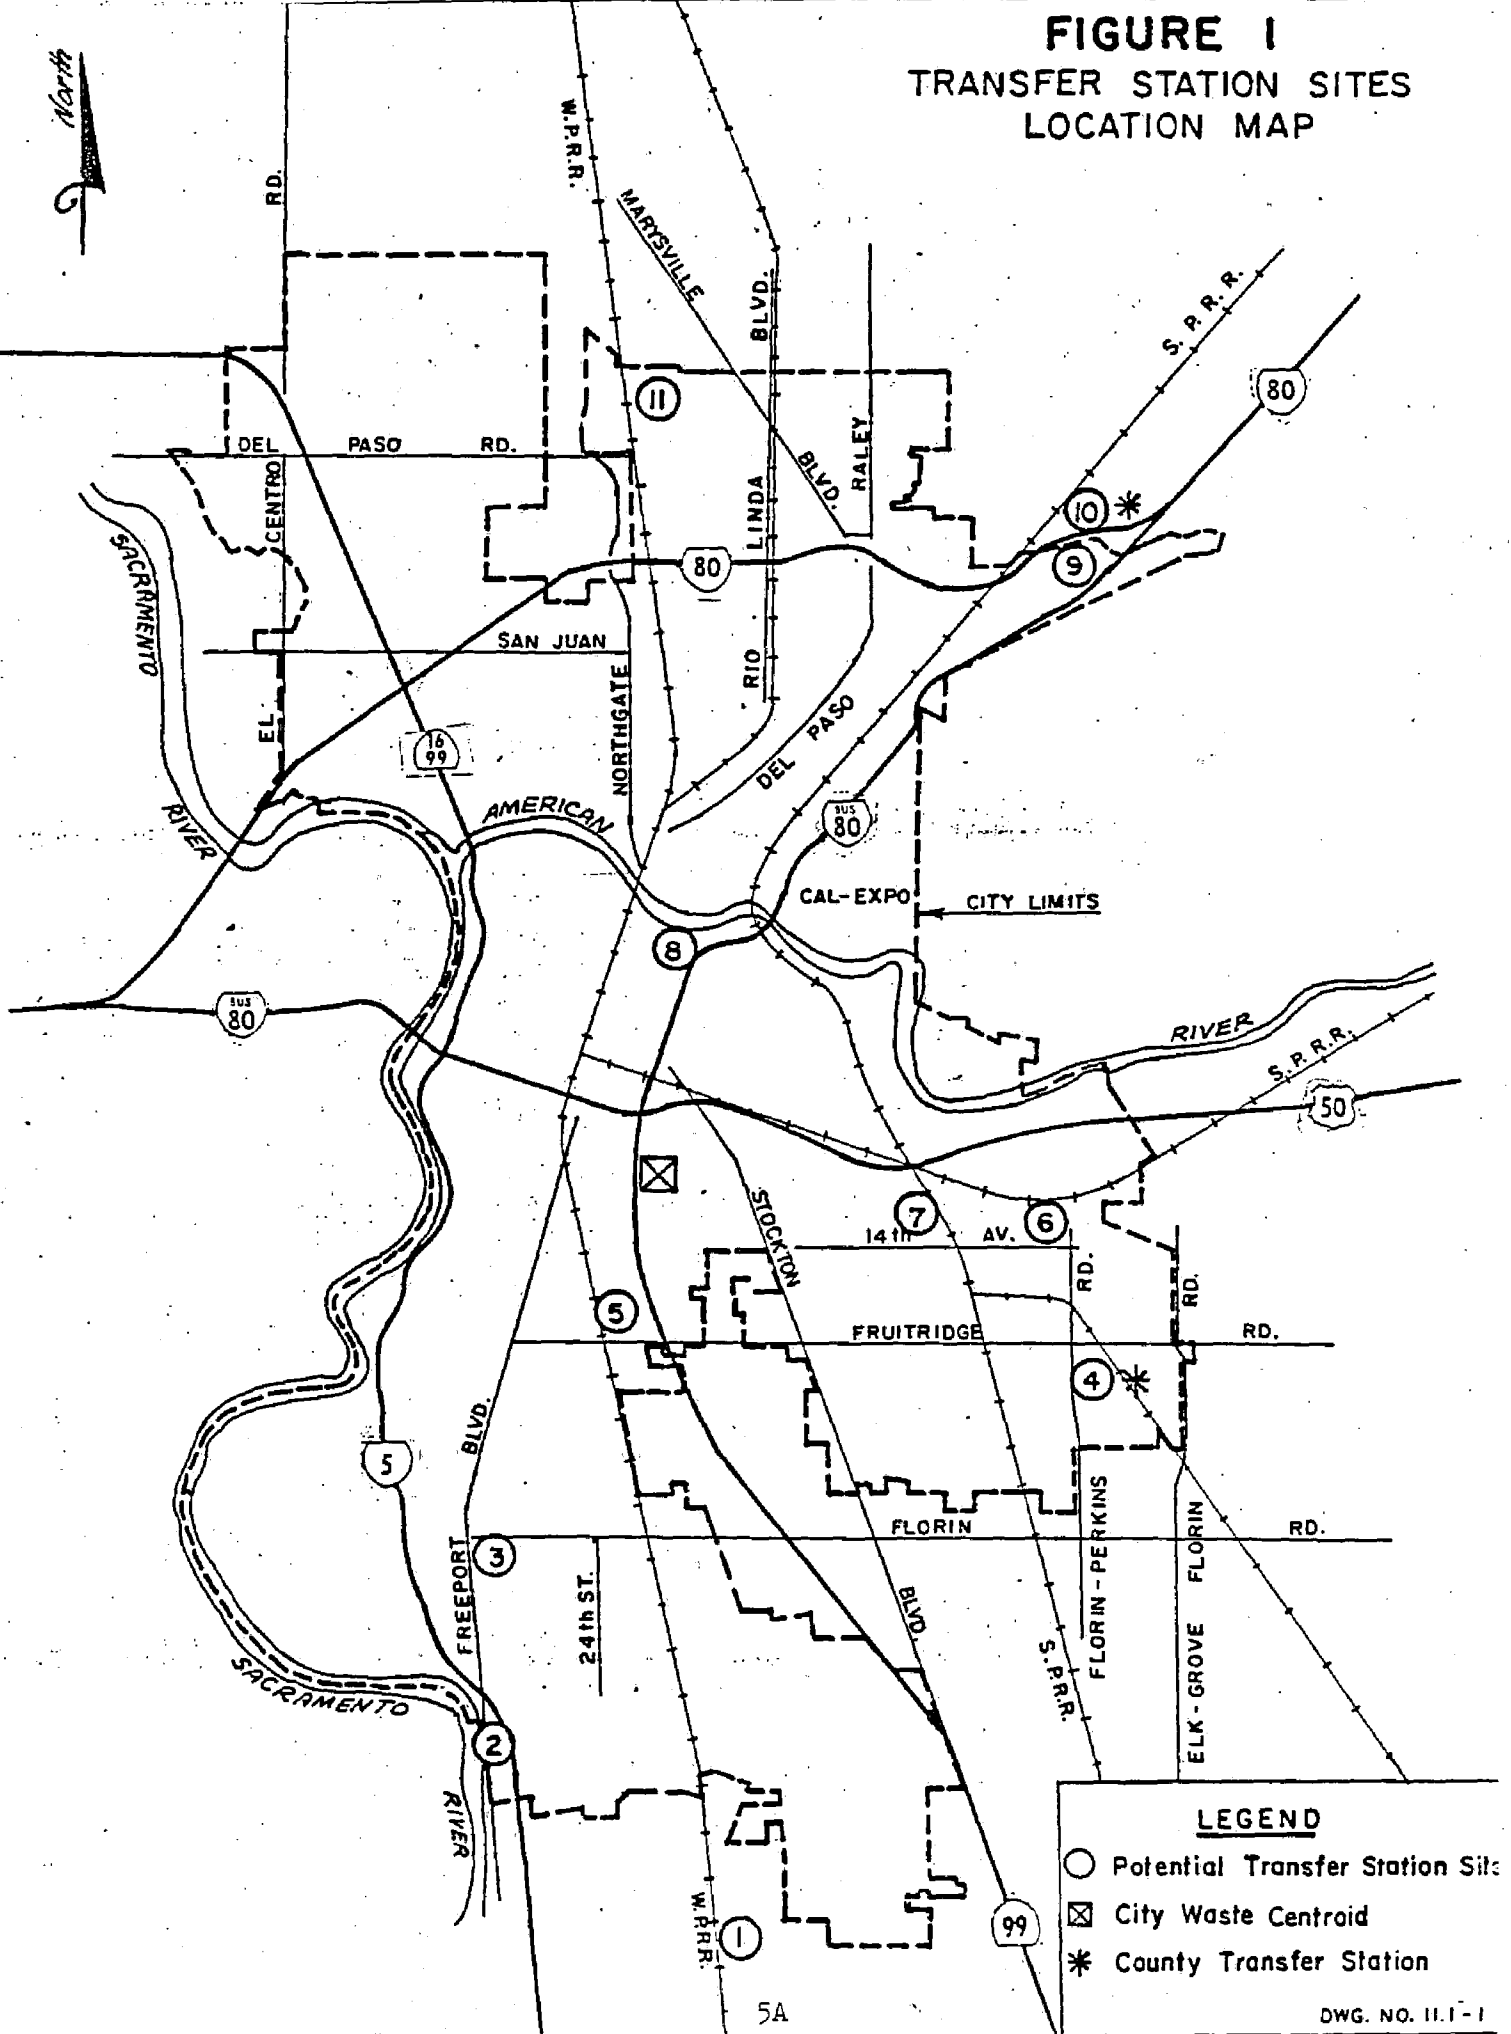 FIGURE 1
TRANSFER STATION SITES
LOCATION MAP
North
RD.
W.P.R.R.
MARYSVILLE
BLVD.
S. P. R. R.
80
11
DEL PASO RD.
CENTRO
BLVD.
RALEY
LINDA
10
9
80
SACRAMENTO
SAN JUAN
RIO
NORTHGATE
EL
16
99
DEL PASO
RIVER
AMERICAN
BUS
80
CAL-EXPO
CITY LIMITS
8
BUS
80
RIVER
S. P. R.R.
50
STOCKTON
7
6
14th AV.
RD.
RD.
5
FRUITRIDGE RD.
4
BLVD.
5
FLORIN RD.
3
FREEPORT
24th ST.
BLVD.
FLORIN-PERKINS
FLORIN
ELK-GROVE
S.P.R.R.
SACRAMENTO
2
RIVER
W.P.R.R.
1
99
LEGEND
Potential Transfer Station Site
City Waste Centroid
County Transfer Station
5A
DWG. NO. 11.1-1